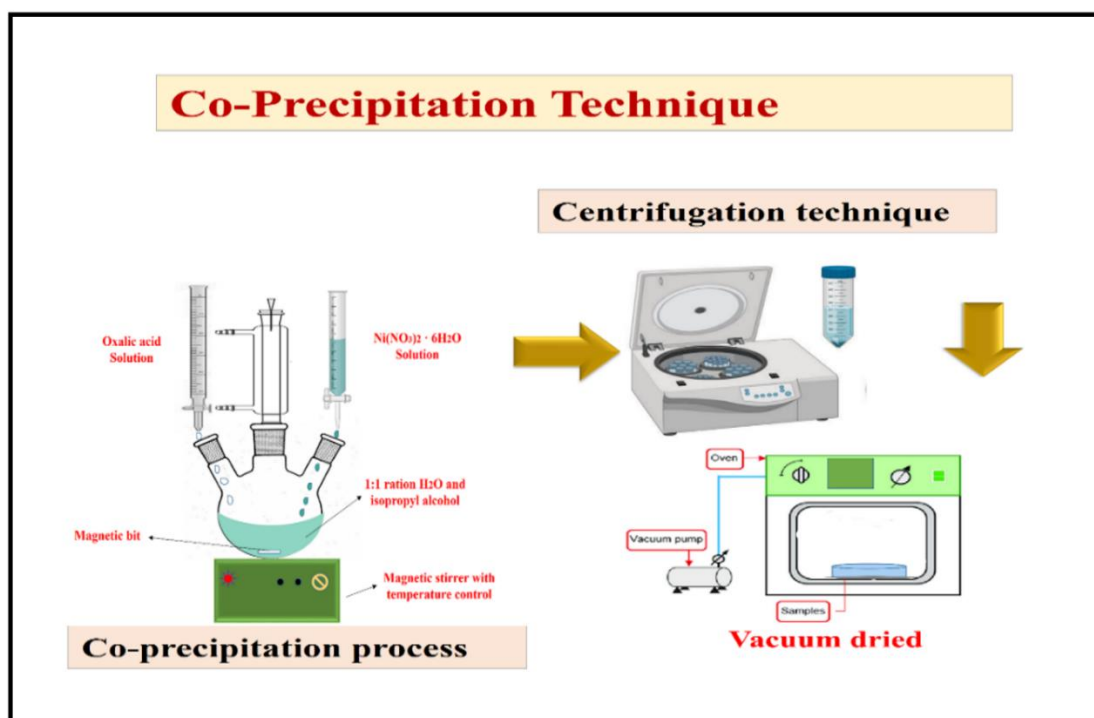 Co-Precipitation Technique
Centrifugation technique
Oxalic acid
Solution
Ni(NO3)2 · 6H2O
Solution
1:1 ration H2O and
isopropyl alcohol
Magnetic bit
Magnetic stirrer with
temperature control
Co-precipitation process
Oven
Vacuum pump
Samples
Vacuum dried